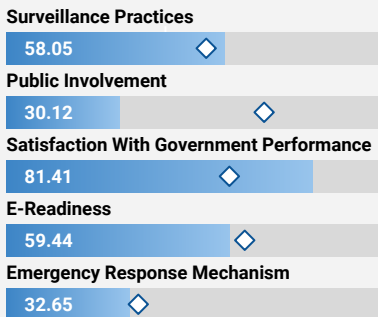 Surveillance Practices
58.05
Public Involvement
30.12
Satisfaction With Government Performance
81.41
E-Readiness
59.44
Emergency Response Mechanism
32.65